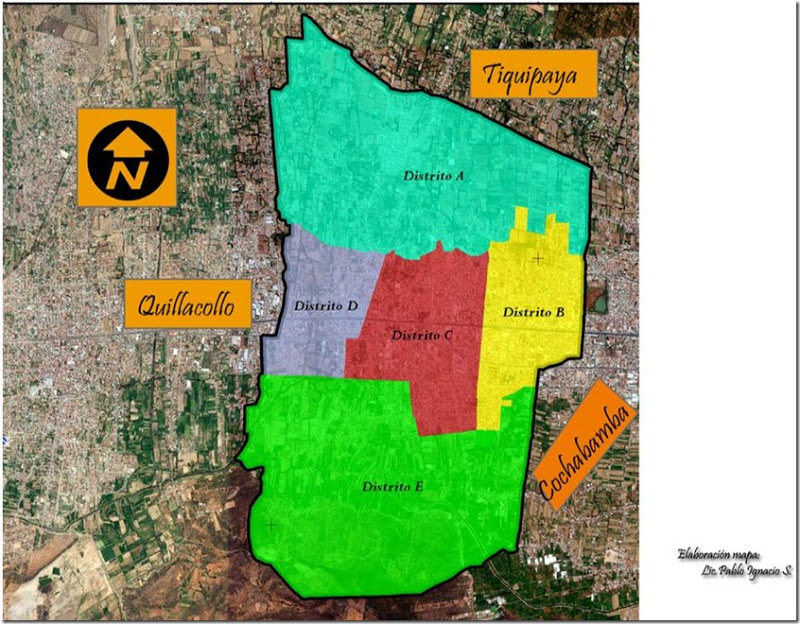 Tiquipaya
Distrito A
N
Quillacollo
Distrito D
Distrito B
Distrito C
Cochabamba
Distrito E
Elaboración mapa:
Lic. Pablo Ignacio S.